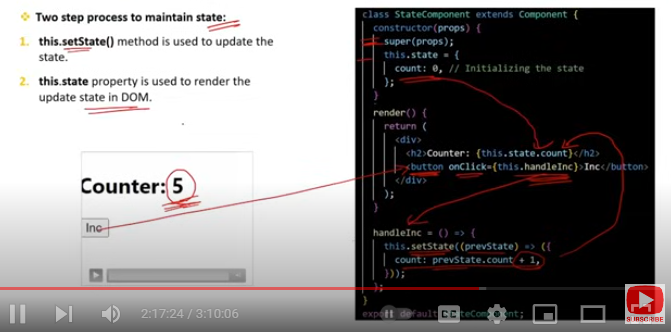 Two step process to maintain state:
1. this.setState() method is used to update the
state.
2. this.state property is used to render the
update state in DOM.
Counter: 5
Inc
class StateComponent extends Component {
constructor(props) {
super(props);
this.state = {
count: 0, // Initializing the state
};
}
render() {
return (
<div>
<h2>Counter: {this.state.count}</h2>
<button onClick={this.handleInc}>Inc</button>
</div>
);
}
handleInc = () => {
this.setState((prevState) => ({
count: prevState.count + 1,
}));
};
}
export default StateComponent;
2:17:24 / 3:10:06
CC
SUBSCRIBE